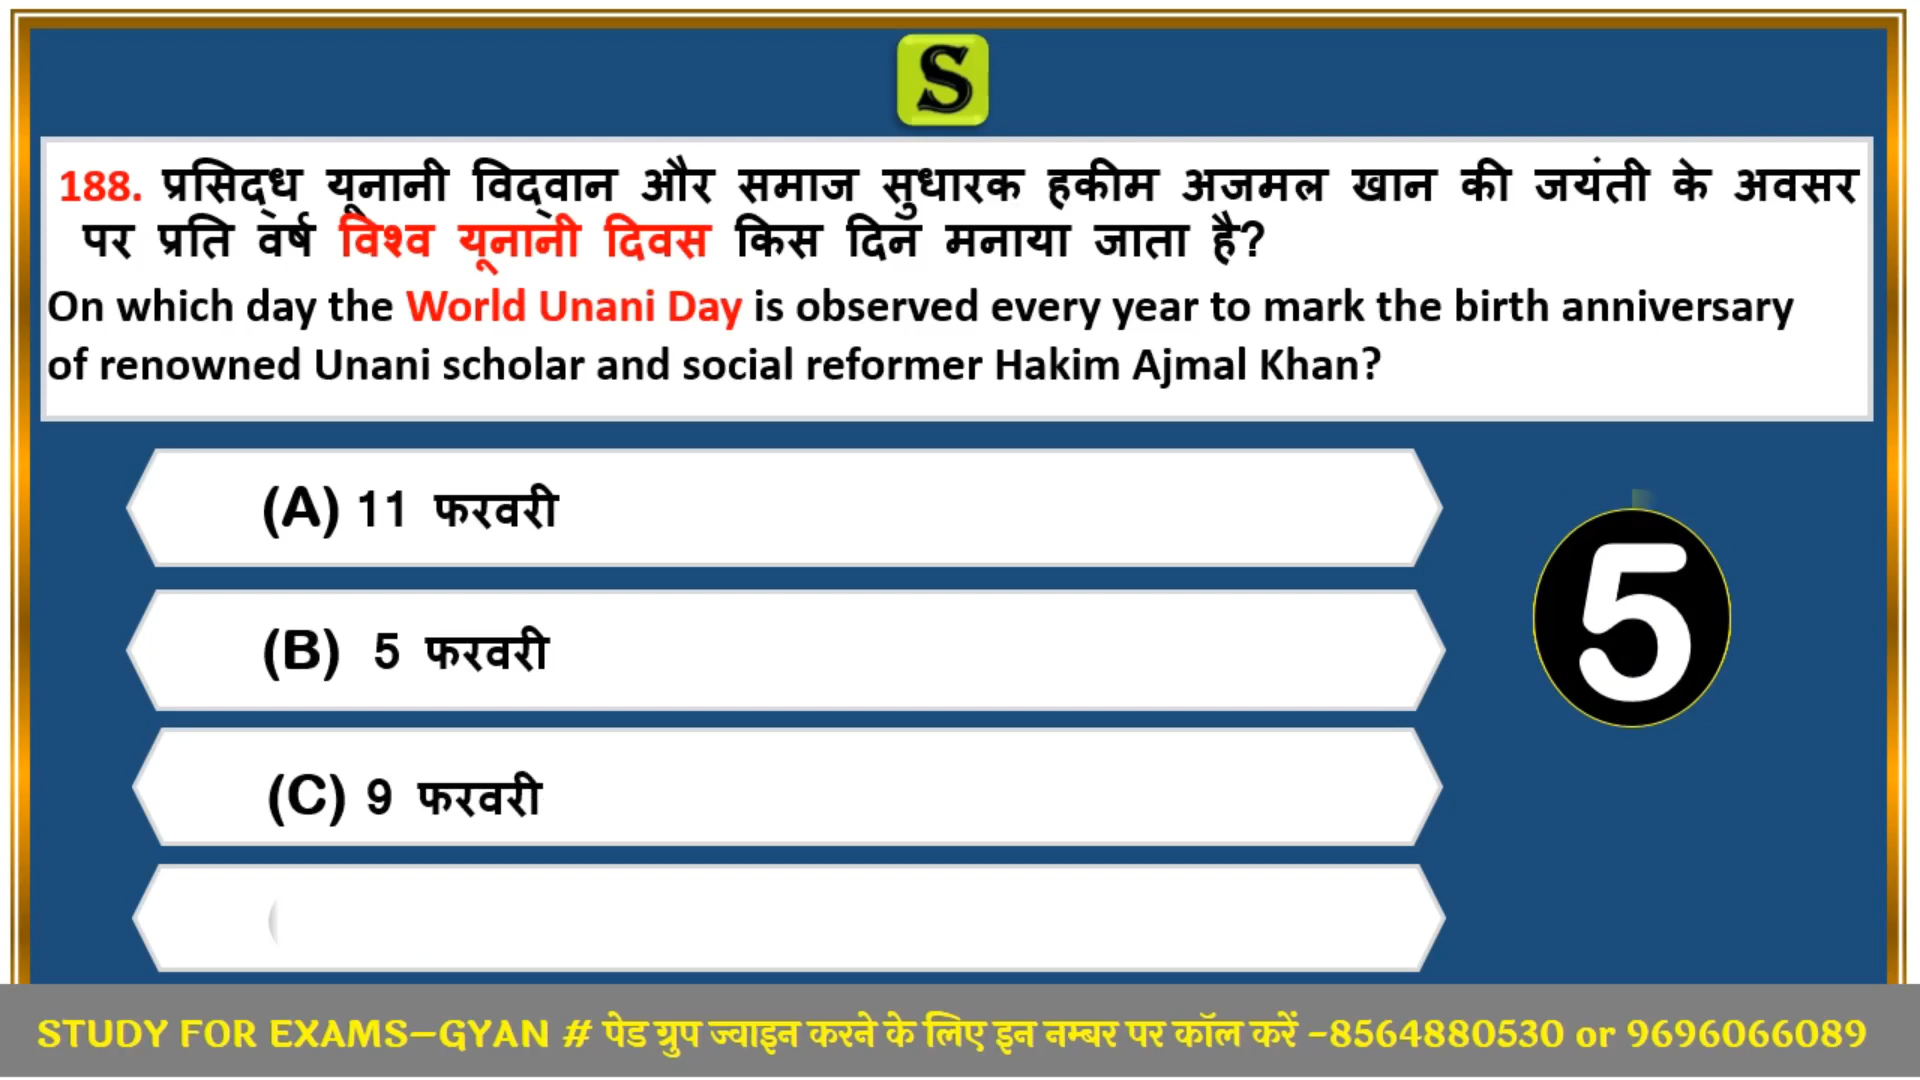 S
188. प्रसिद्ध यूनानी विद्वान और समाज सुधारक हकीम अजमल खान की जयंती के अवसर
पर प्रति वर्ष विश्व यूनानी दिवस किस दिन मनाया जाता है?
On which day the World Unani Day is observed every year to mark the birth anniversary
of renowned Unani scholar and social reformer Hakim Ajmal Khan?
(A) 11 फरवरी
(B) 5 फरवरी
(C) 9 फरवरी
5
STUDY FOR EXAMS–GYAN # पेड ग्रुप ज्वाइन करने के लिए इन नम्बर पर कॉल करें -8564880530 or 9696066089